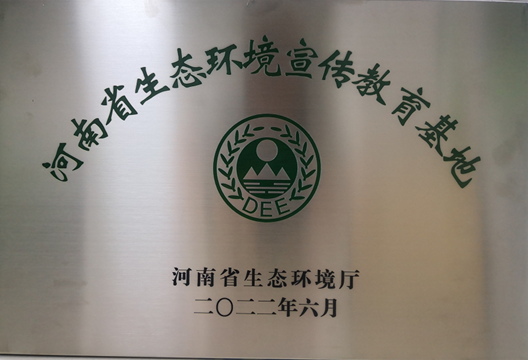 河南省生态环境宣传教育基地
DEE
河南省生态环境厅
二〇二二年六月